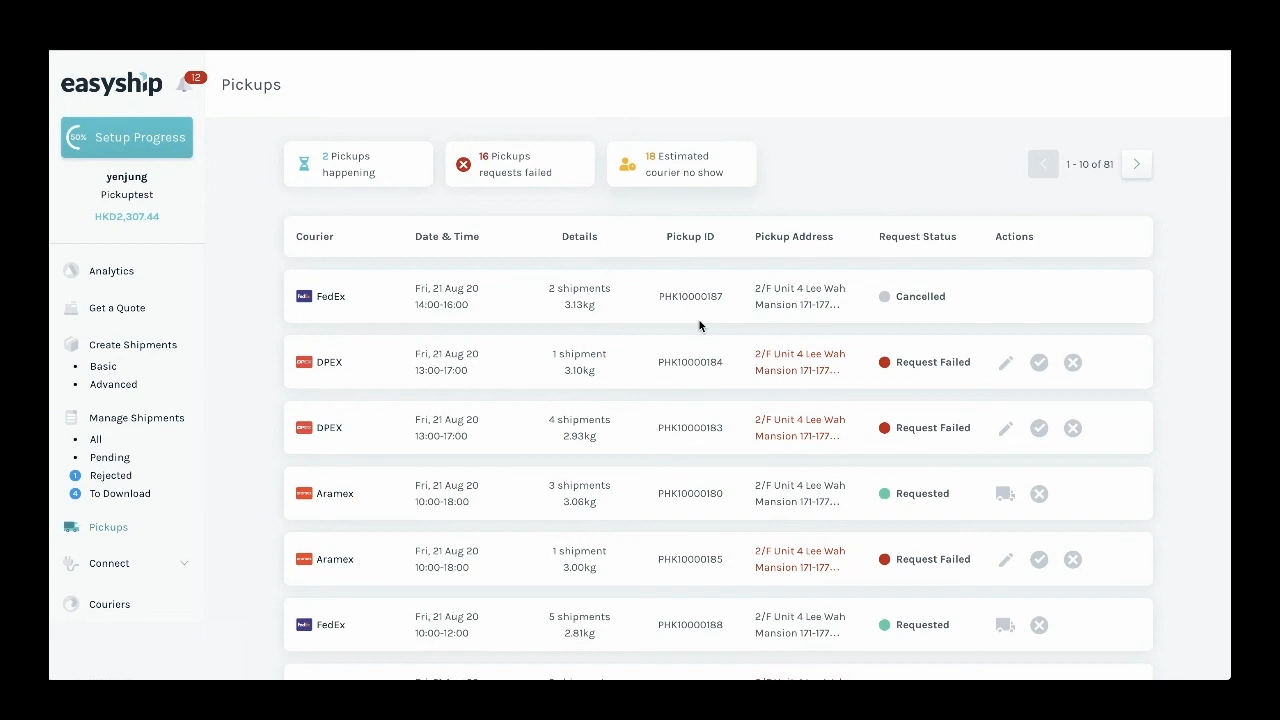 easyship
12
Pickups
50%
Setup Progress
yenjung
Pickuptest
HKD2,307.44
Analytics
Get a Quote
Create Shipments
Basic
Advanced
Manage Shipments
All
Pending
1 Rejected
4 To Download
Pickups
Connect
Couriers
2 Pickups
happening
16 Pickups
requests failed
18 Estimated
courier no show
1 - 10 of 81
Courier Date & Time Details Pickup ID Pickup Address Request Status Actions
FedEx
FedEx
Fri, 21 Aug 20
14:00-16:00
2 shipments
3.13kg
PHK10000187
2/F Unit 4 Lee Wah
Mansion 171-177...
Cancelled
DPEX
DPEX
Fri, 21 Aug 20
13:00-17:00
1 shipment
3.10kg
PHK10000184
2/F Unit 4 Lee Wah
Mansion 171-177...
Request Failed
DPEX
DPEX
Fri, 21 Aug 20
13:00-17:00
4 shipments
2.93kg
PHK10000183
2/F Unit 4 Lee Wah
Mansion 171-177...
Request Failed
aramex
Aramex
Fri, 21 Aug 20
10:00-18:00
3 shipments
3.06kg
PHK10000180
2/F Unit 4 Lee Wah
Mansion 171-177...
Requested
aramex
Aramex
Fri, 21 Aug 20
10:00-18:00
1 shipment
3.00kg
PHK10000185
2/F Unit 4 Lee Wah
Mansion 171-177...
Request Failed
FedEx
FedEx
Fri, 21 Aug 20
10:00-12:00
5 shipments
2.81kg
PHK10000188
2/F Unit 4 Lee Wah
Mansion 171-177...
Requested